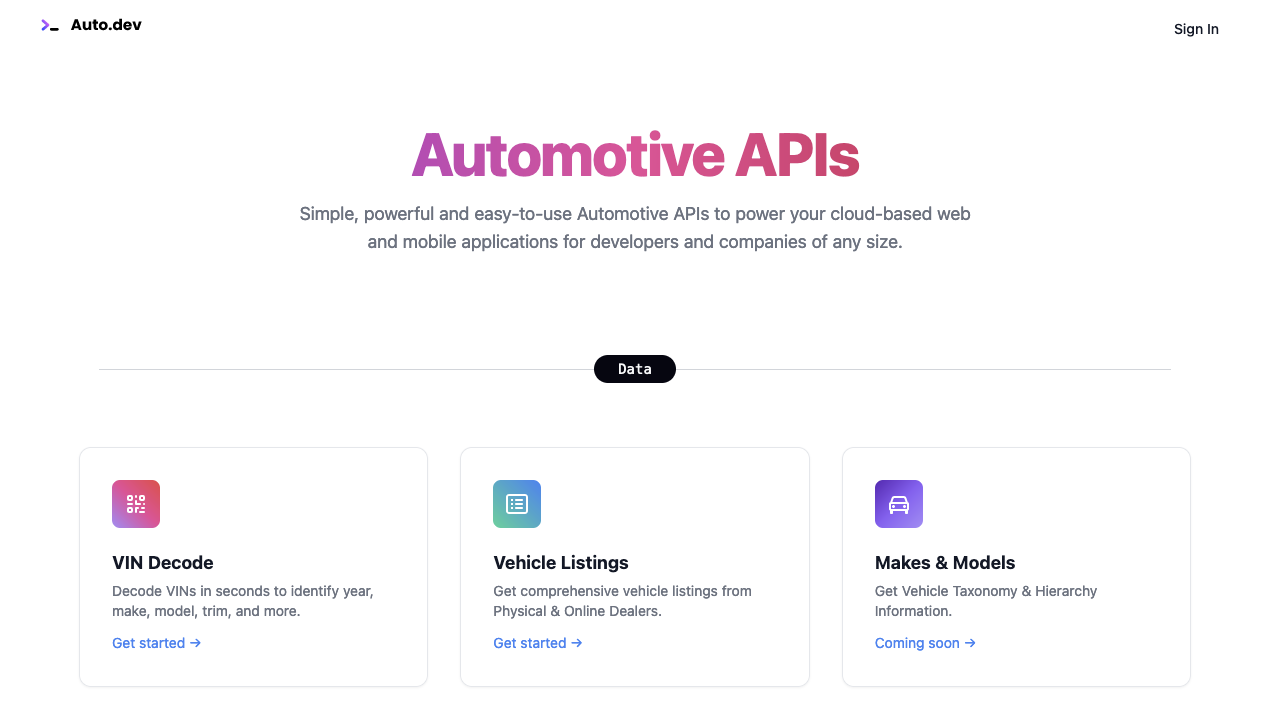 Auto.dev
Sign In
Automotive APIs
Simple, powerful and easy-to-use Automotive APIs to power your cloud-based web
and mobile applications for developers and companies of any size.
Data
VIN Decode
Decode VINs in seconds to identify year,
make, model, trim, and more.
Get started →
Vehicle Listings
Get comprehensive vehicle listings from
Physical & Online Dealers.
Get started →
Makes & Models
Get Vehicle Taxonomy & Hierarchy
Information.
Coming soon →